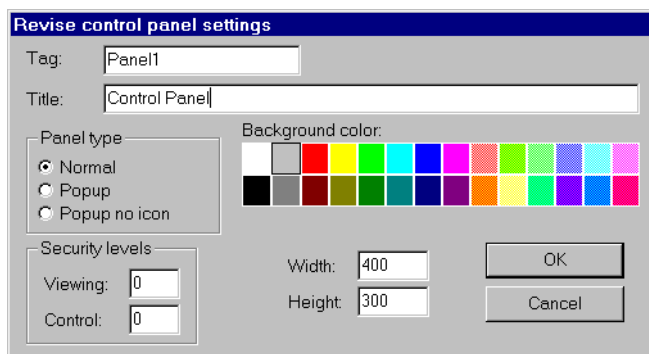 Revise control panel settings
Tag: Panel1
Title: Control Panel
Panel type
Normal
Popup
Popup no icon
Background color:
Security levels
Viewing: 0
Control: 0
Width: 400
Height: 300
OK
Cancel